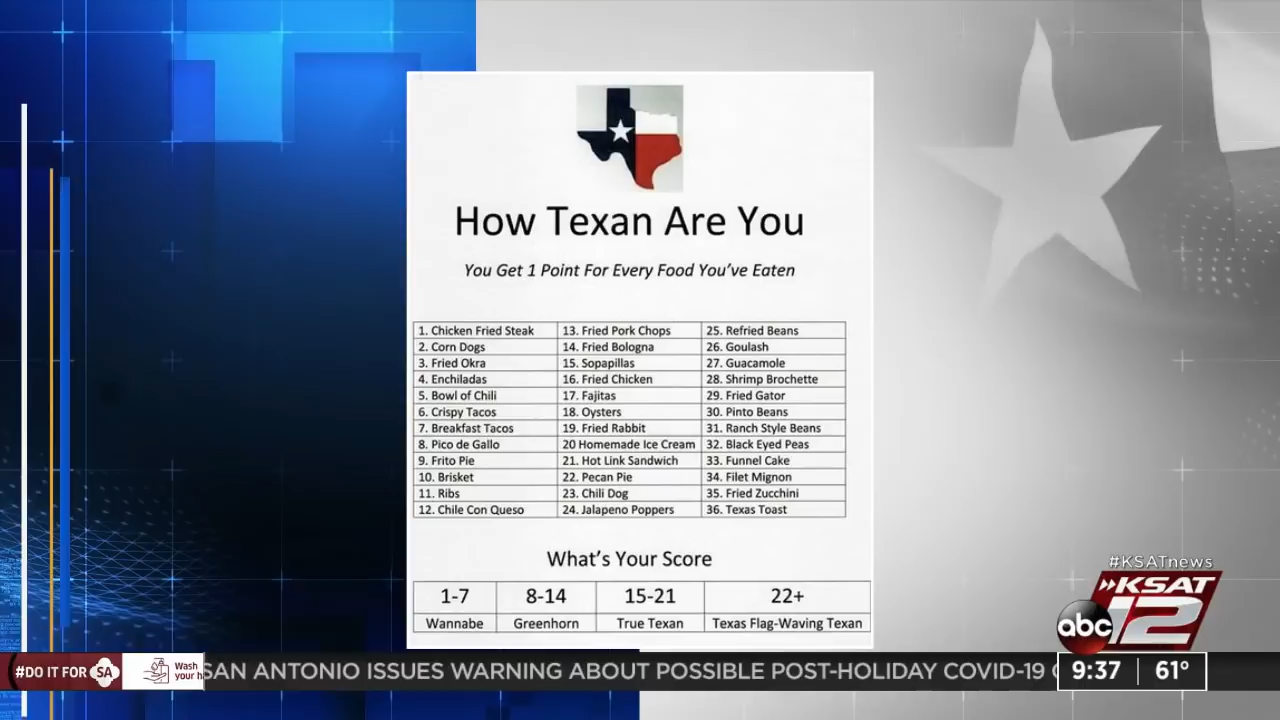 How Texan Are You
You Get 1 Point For Every Food You've Eaten
1. Chicken Fried Steak 13. Fried Pork Chops 25. Refried Beans
2. Corn Dogs 14. Fried Bologna 26. Goulash
3. Fried Okra 15. Sopapillas 27. Guacamole
4. Enchiladas 16. Fried Chicken 28. Shrimp Brochette
5. Bowl of Chili 17. Fajitas 29. Fried Gator
6. Crispy Tacos 18. Oysters 30. Pinto Beans
7. Breakfast Tacos 19. Fried Rabbit 31. Ranch Style Beans
8. Pico de Gallo 20 Homemade Ice Cream 32. Black Eyed Peas
9. Frito Pie 21. Hot Link Sandwich 33. Funnel Cake
10. Brisket 22. Pecan Pie 34. Filet Mignon
11. Ribs 23. Chili Dog 35. Fried Zucchini
12. Chile Con Queso 24. Jalapeno Poppers 36. Texas Toast
What's Your Score
1-7 8-14 15-21 22+
Wannabe Greenhorn True Texan Texas Flag-Waving Texan
#KSATnews
KSAT
abc 12
#DO IT FOR SA
Wash
your
SAN ANTONIO ISSUES WARNING ABOUT POSSIBLE POST-HOLIDAY COVID-19
9:37 61°